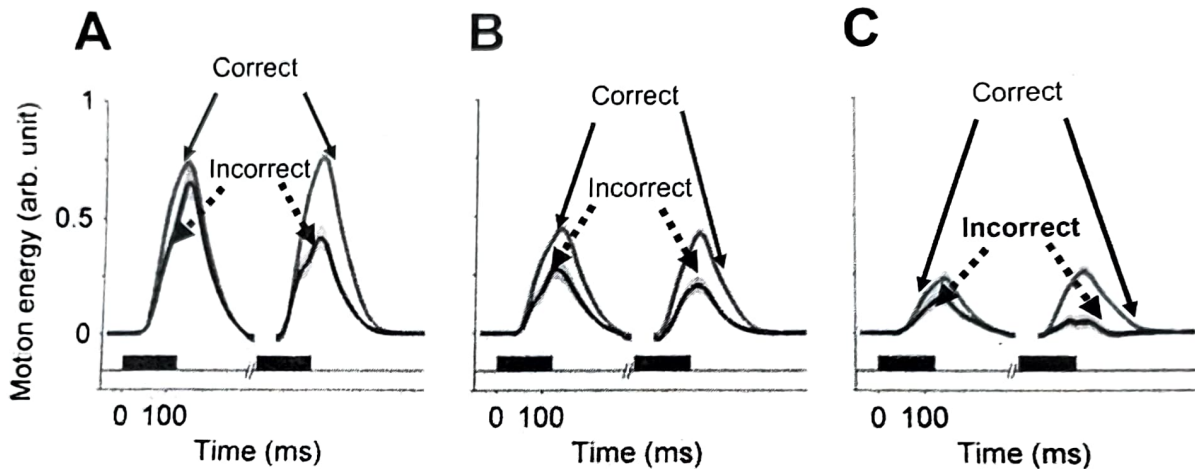 A
B
C
Correct
Correct
Correct
Incorrect
Incorrect
Incorrect
Motion energy (arb. unit)
1
0.5
0
0 100
0 100
0 100
Time (ms)
Time (ms)
Time (ms)